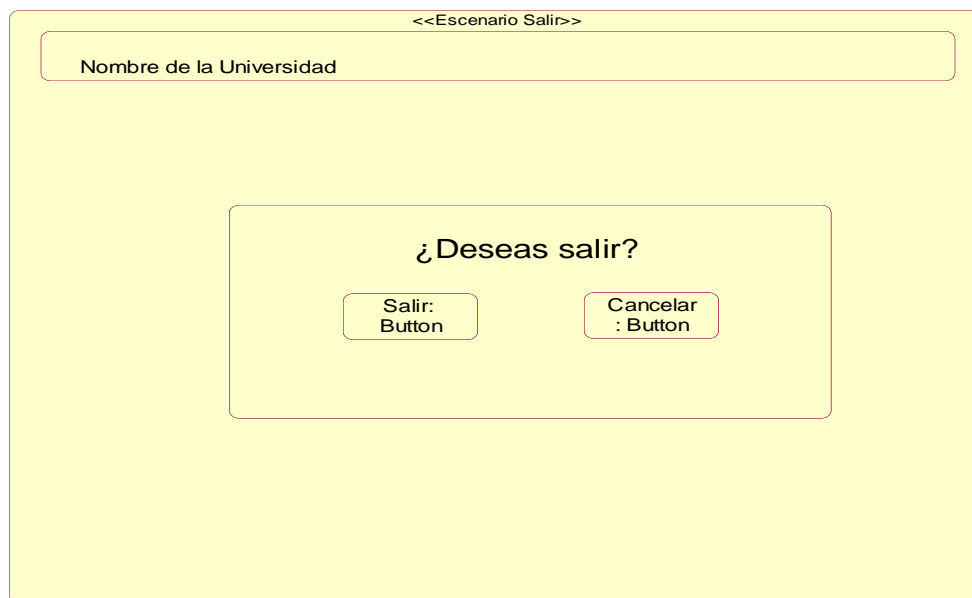 <<Escenario Salir>>
Nombre de la Universidad
¿Deseas salir?
Salir:
Button
Cancelar
: Button